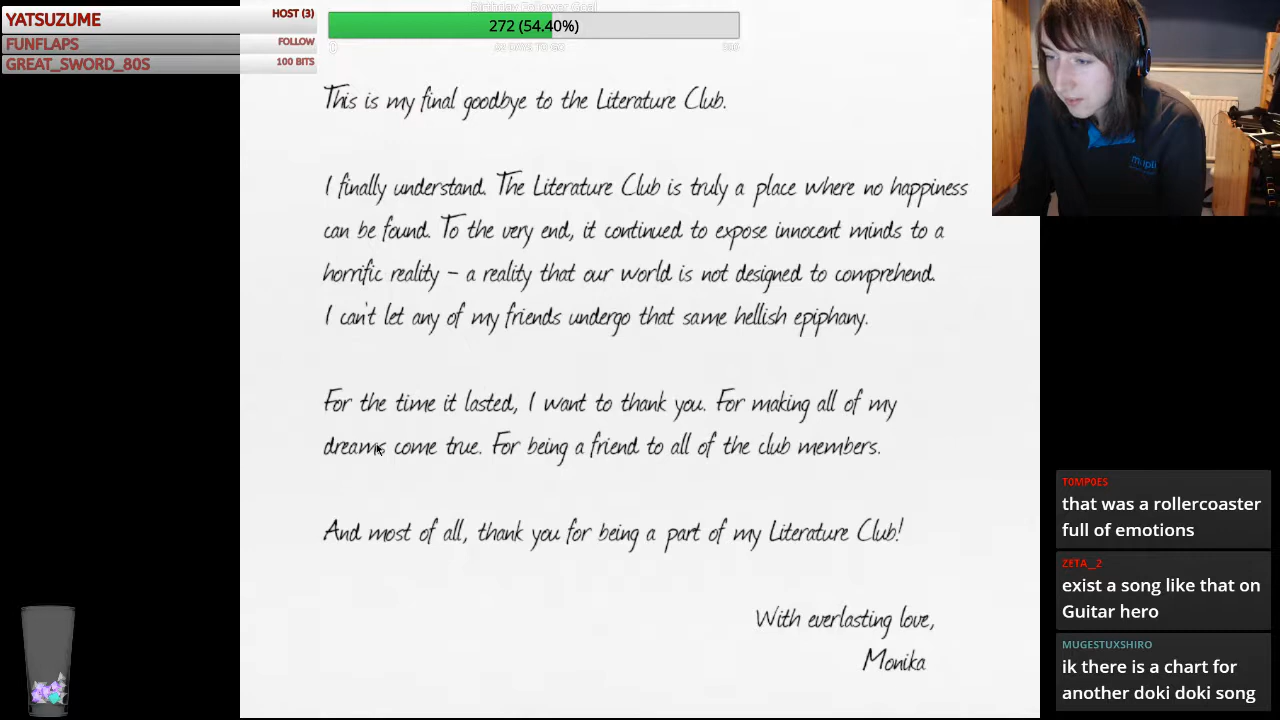 YATSUZUME
HOST (3)
FUNFLAPS
FOLLOW
GREAT_SWORD_80S
100 BITS
Birthday Follower Goal
272 (54.40%)
0
500
This is my final goodbye to the Literature Club.
I finally understand. The Literature Club is truly a place where no happiness
can be found. To the very end, it continued to expose innocent minds to a
horrific reality – a reality that our world is not designed to comprehend.
I can't let any of my friends undergo that same hellish epiphany.
For the time it lasted, I want to thank you. For making all of my
dreams come true. For being a friend to all of the club members.
And most of all, thank you for being a part of my Literature Club!
With everlasting love,
Monika
T0MP0ES
that was a rollercoaster
full of emotions
ZETA__2
exist a song like that on
Guitar hero
MUGESTUXSHIRO
ik there is a chart for
another doki doki song